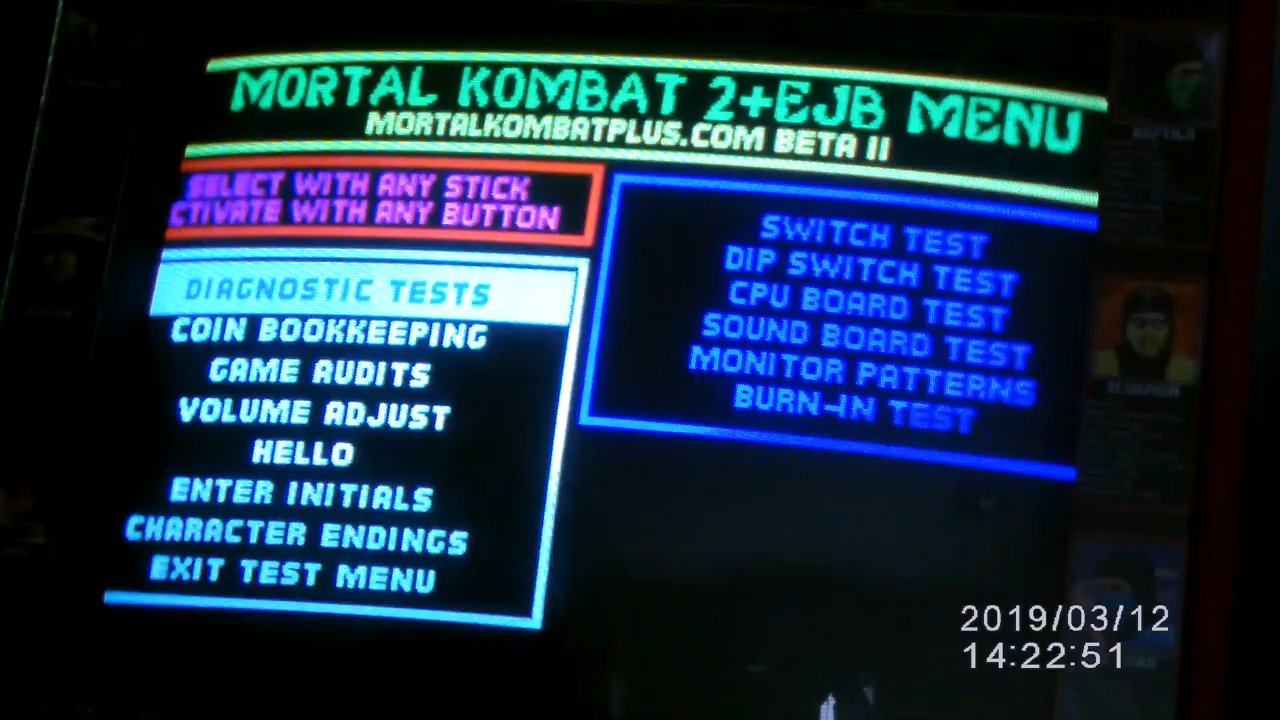 MORTAL KOMBAT 2+EJB MENU
MORTALKOMBATPLUS.COM BETA II
SELECT WITH ANY STICK
CTIVATE WITH ANY BUTTON
DIAGNOSTIC TESTS
COIN BOOKKEEPING
GAME AUDITS
VOLUME ADJUST
HELLO
ENTER INITIALS
CHARACTER ENDINGS
EXIT TEST MENU
SWITCH TEST
DIP SWITCH TEST
CPU BOARD TEST
SOUND BOARD TEST
MONITOR PATTERNS
BURN-IN TEST
REPTILE
SCORPION
2019/03/12
14:22:51